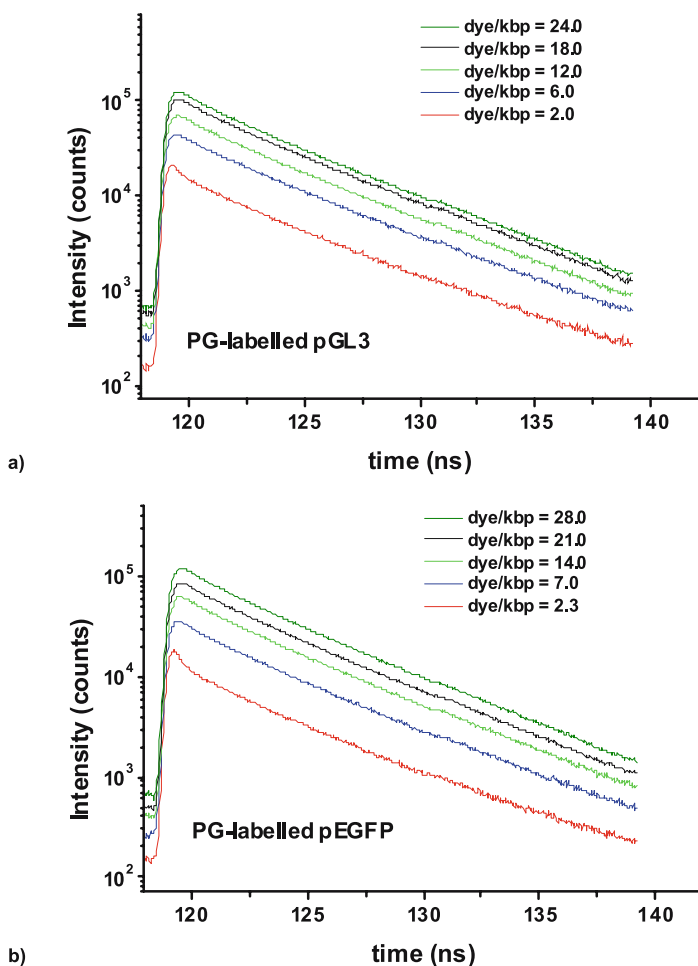 dye/kbp = 24.0
dye/kbp = 18.0
dye/kbp = 12.0
dye/kbp = 6.0
dye/kbp = 2.0
10^5
10^4
10^3
10^2
Intensity (counts)
PG-labelled pGL3
120 125 130 135 140
time (ns)
a)
dye/kbp = 28.0
dye/kbp = 21.0
dye/kbp = 14.0
dye/kbp = 7.0
dye/kbp = 2.3
10^5
10^4
10^3
10^2
Intensity (counts)
PG-labelled pEGFP
120 125 130 135 140
time (ns)
b)